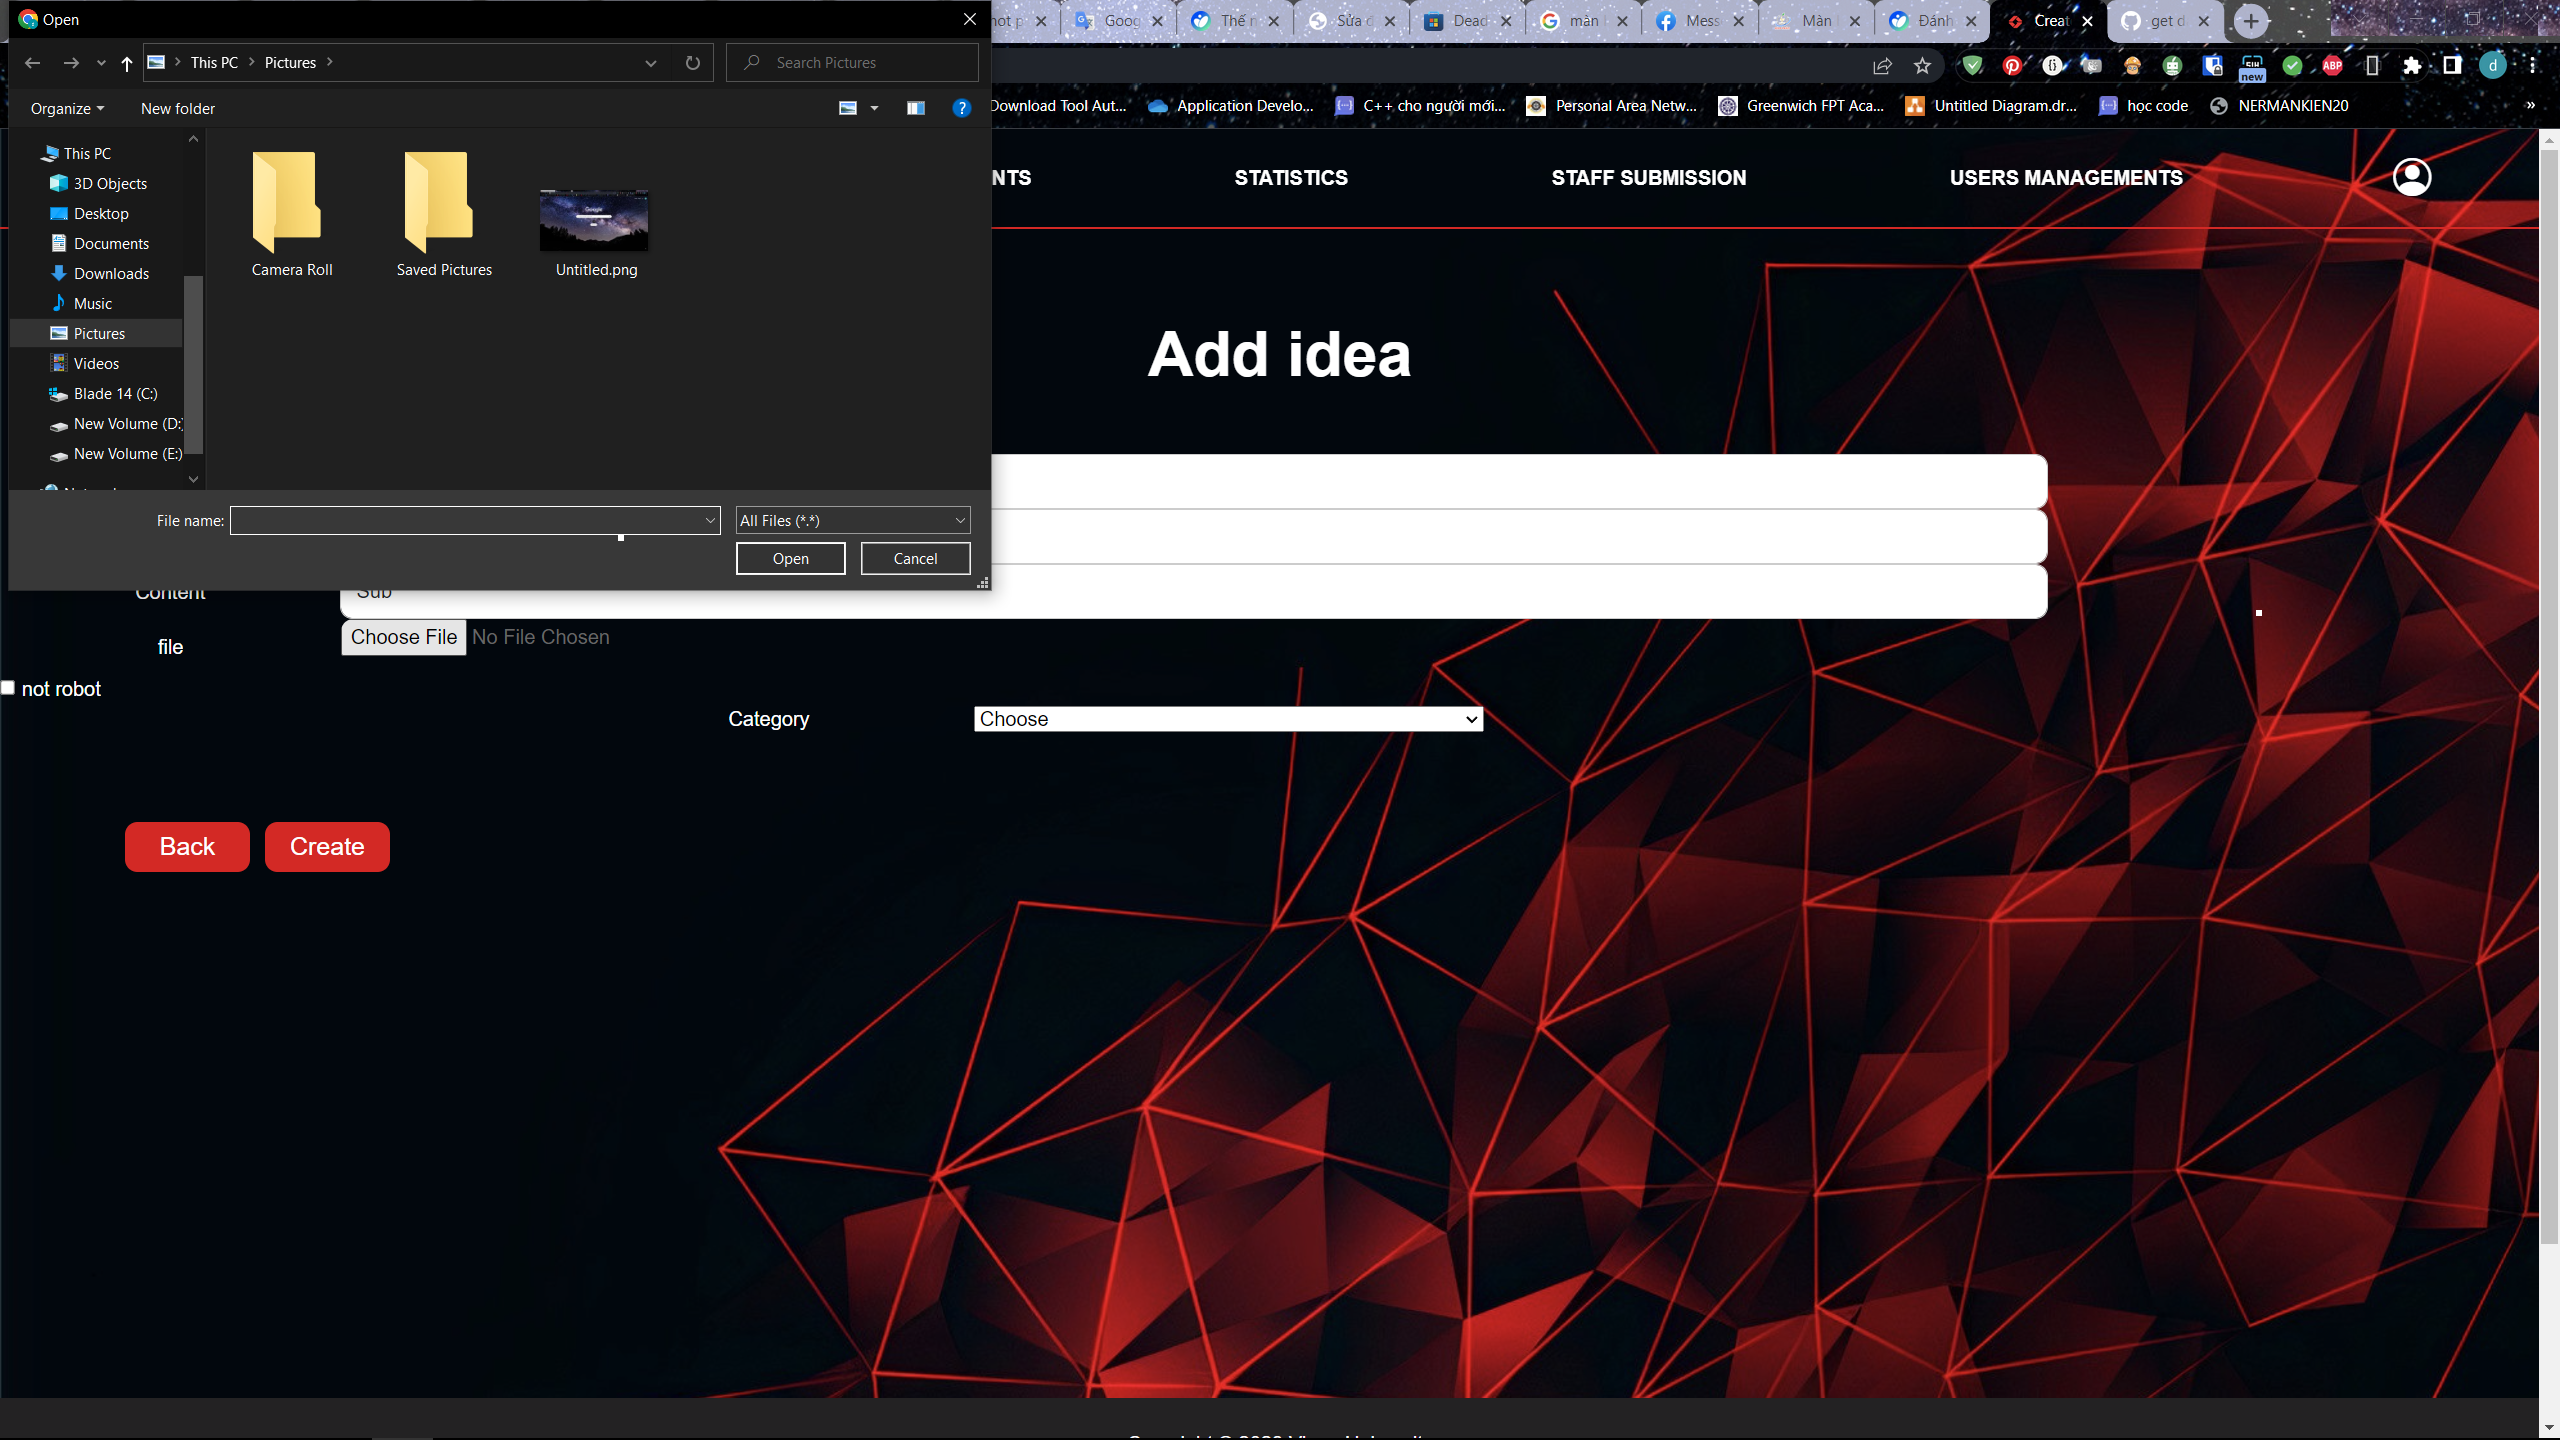 Open
Goog
Thế n
Sửa đ
Dead
màn
Mess
Màn
Đánh
Creat
get d
This PC
Pictures
Search Pictures
new
ABP
d
Organize
New folder
Download Tool Aut...
Application Develo...
C++ cho người mới...
Personal Area Netw...
Greenwich FPT Aca...
Untitled Diagram.dr...
học code
NERMANKIEN20
»
This PC
3D Objects
Desktop
Documents
Downloads
Music
Pictures
Videos
Blade 14 (C:)
New Volume (D:)
New Volume (E:)
Camera Roll
Saved Pictures
Untitled.png
NTS
STATISTICS
STAFF SUBMISSION
USERS MANAGEMENTS
Add idea
File name:
All Files (*.*)
Open
Cancel
Content
Sub
file
Choose File
No File Chosen
not robot
Category
Choose
Back
Create